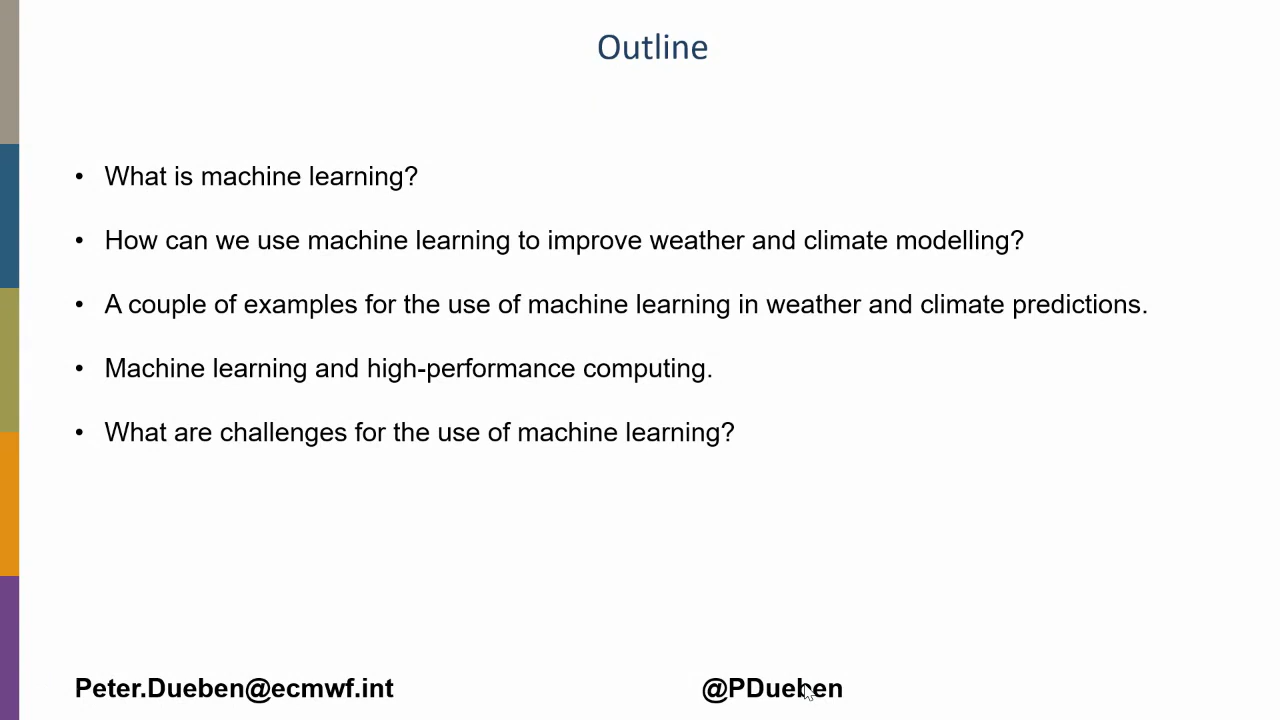 Outline
• What is machine learning?
• How can we use machine learning to improve weather and climate modelling?
• A couple of examples for the use of machine learning in weather and climate predictions.
• Machine learning and high-performance computing.
• What are challenges for the use of machine learning?
Peter.Dueben@ecmwf.int @PDueben